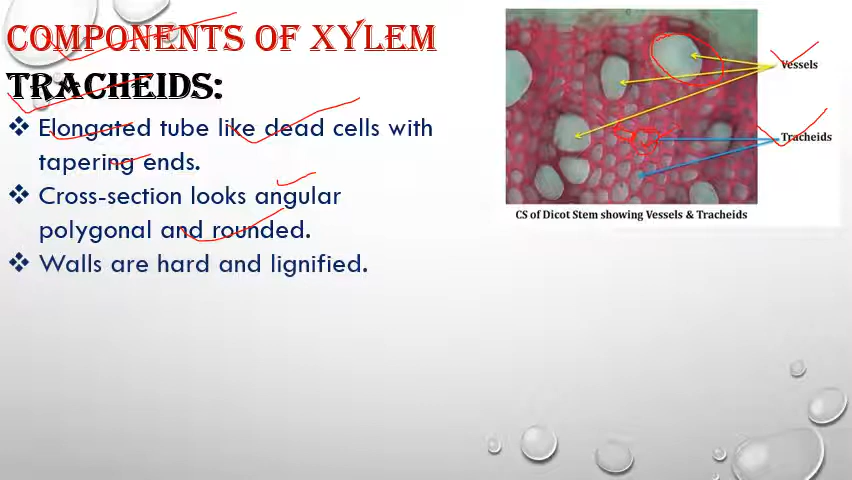 COMPONENTS OF XYLEM
TRACHEIDS:
❖ Elongated tube like dead cells with
tapering ends.
❖ Cross-section looks angular
polygonal and rounded.
❖ Walls are hard and lignified.
Vessels
Tracheids
CS of Dicot Stem showing Vessels & Tracheids